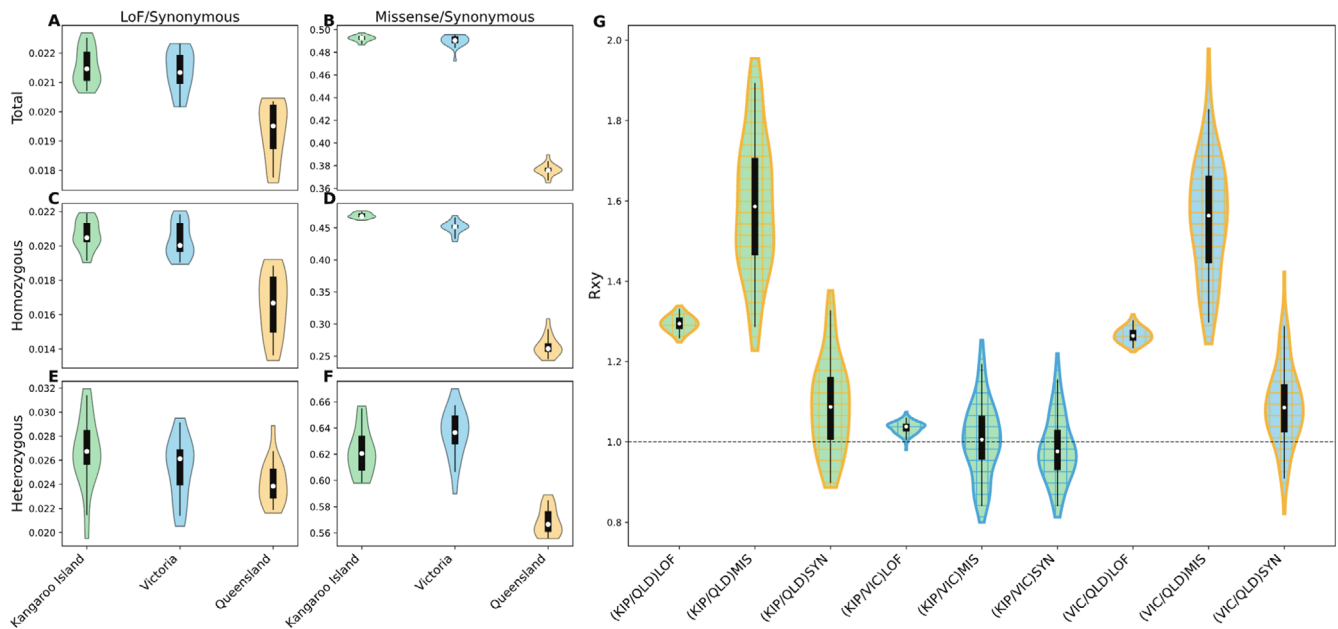 A LoF/Synonymous
Total
0.022
0.021
0.020
0.019
0.018
B Missense/Synonymous
0.50
0.48
0.46
0.44
0.42
0.40
0.38
0.36
C
Homozygous
0.022
0.020
0.018
0.016
0.014
D
0.45
0.40
0.35
0.30
0.25
E
Heterozygous
0.032
0.030
0.028
0.026
0.024
0.022
0.020
Kangaroo Island
Victoria
Queensland
F
0.66
0.64
0.62
0.60
0.58
0.56
Kangaroo Island
Victoria
Queensland
G
Rxy
2.0
1.8
1.6
1.4
1.2
1.0
0.8
(KIP/QLD)LOF
(KIP/QLD)MIS
(KIP/QLD)SYN
(KIP/VIC)LOF
(KIP/VIC)MIS
(KIP/VIC)SYN
(VIC/QLD)LOF
(VIC/QLD)MIS
(VIC/QLD)SYN